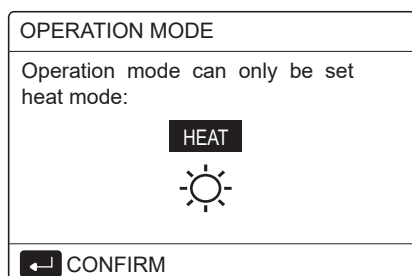 OPERATION MODE
Operation mode can only be set
heat mode:
HEAT
CONFIRM